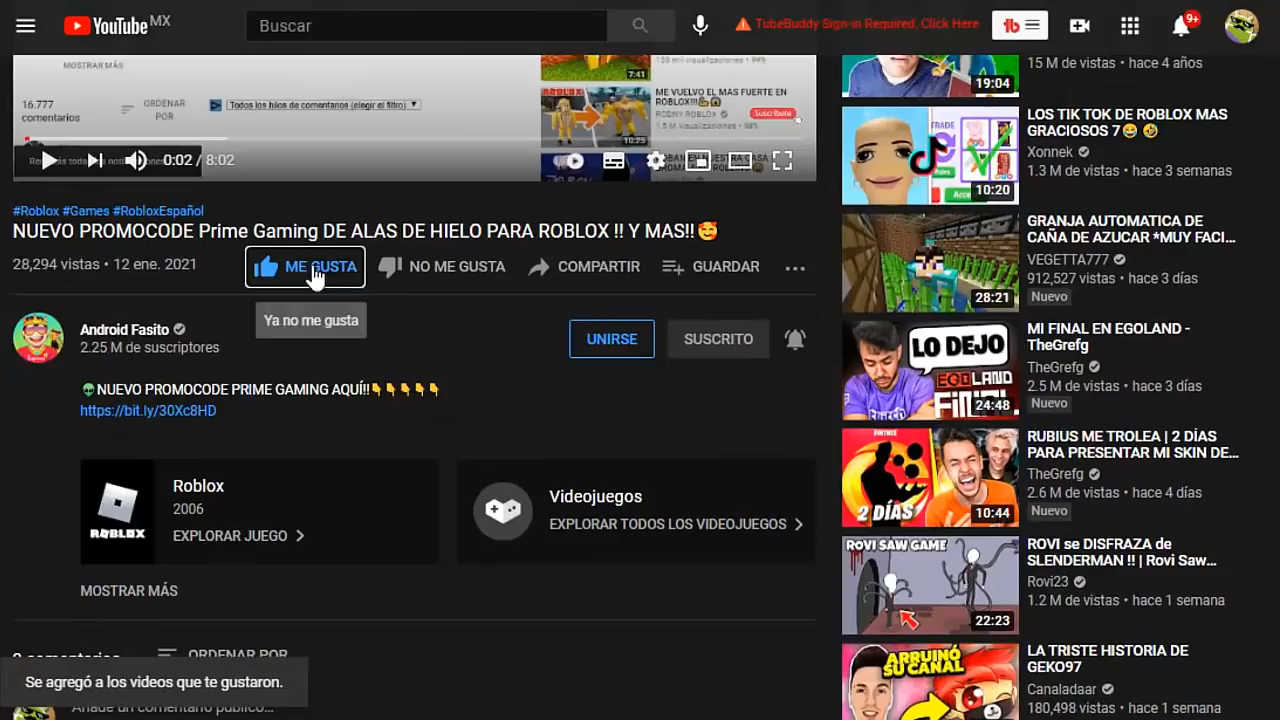 YouTube MX
Buscar
TubeBuddy Sign-in Required, Click Here
9+
MOSTRAR MÁS
16.777
comentarios
ORDENAR
POR
Todos los hilos de comentarios (elegir el filtro)
7:41
ME VUELVO EL MAS FUERTE EN
ROBLOX!!!
RODNY ROBLOX
Suscríbete
1.5 M de visualizaciones • 98%
10:25
0:02 / 8:02
#Roblox #Games #RobloxEspañol
NUEVO PROMOCODE Prime Gaming DE ALAS DE HIELO PARA ROBLOX !! Y MAS!!🥰
28,294 vistas • 12 ene. 2021
ME GUSTA
NO ME GUSTA
COMPARTIR
GUARDAR
Ya no me gusta
Android Fasito
2.25 M de suscriptores
UNIRSE
SUSCRITO
👽NUEVO PROMOCODE PRIME GAMING AQUÍ!!👇👇👇👇👇
https://bit.ly/30Xc8HD
ROBLOX
Roblox
2006
EXPLORAR JUEGO
Videojuegos
EXPLORAR TODOS LOS VIDEOJUEGOS
MOSTRAR MÁS
ORDENAR POR
Se agregó a los videos que te gustaron.
19:04
15 M de vistas • hace 4 años
TRADE
10:20
LOS TIK TOK DE ROBLOX MAS
GRACIOSOS 7😂 🤣
Xonnek
1.3 M de vistas • hace 3 semanas
28:21
GRANJA AUTOMATICA DE
CAÑA DE AZUCAR *MUY FACI...
VEGETTA777
912,527 vistas • hace 3 días
Nuevo
LO DEJO
EGOLAND
FINAL
24:48
MI FINAL EN EGOLAND -
TheGrefg
TheGrefg
2.5 M de vistas • hace 3 días
Nuevo
FORTNITE
2 DÍAS
10:44
RUBIUS ME TROLEA | 2 DÍAS
PARA PRESENTAR MI SKIN DE...
TheGrefg
2.6 M de vistas • hace 4 días
Nuevo
ROVI SAW GAME
22:23
ROVI se DISFRAZA de
SLENDERMAN !! | Rovi Saw...
Rovi23
1.2 M de vistas • hace 1 semana
ARRUINÓ
SU CANAL
LA TRISTE HISTORIA DE
GEKO97
Canaladaar
180,498 vistas • hace 1 semana